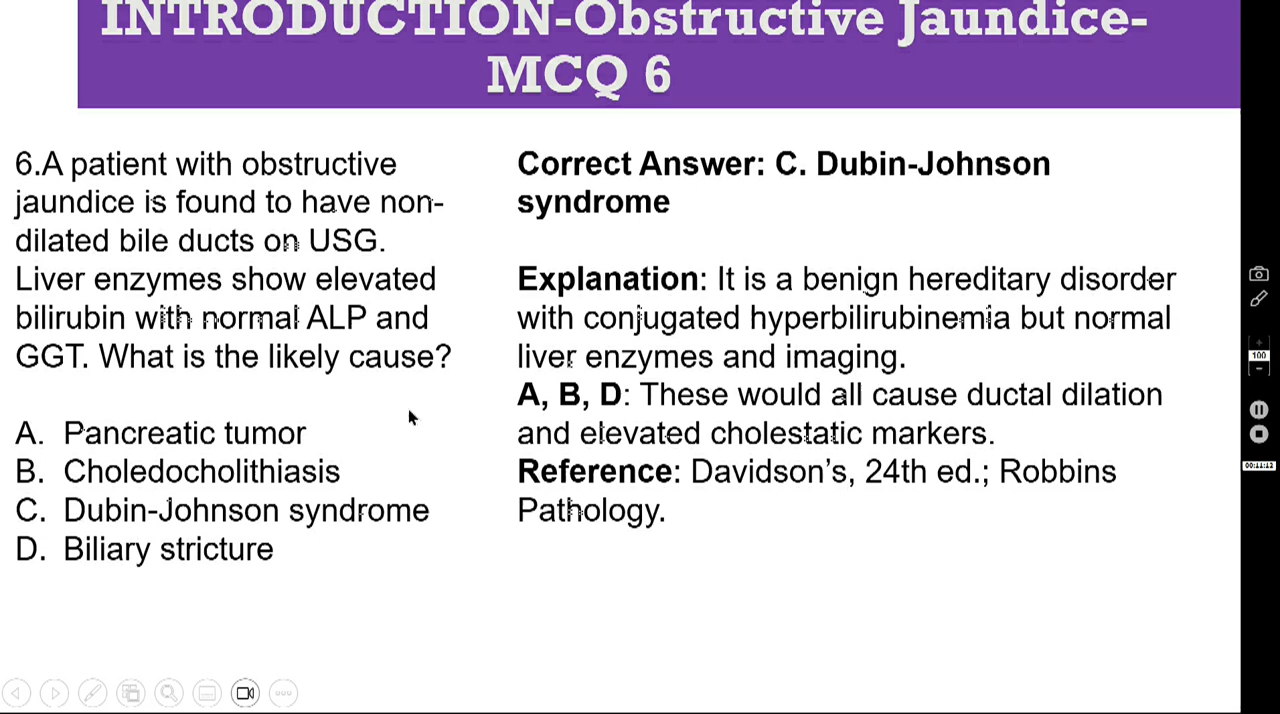 INTRODUCTION-Obstructive Jaundice-
MCQ 6
6.A patient with obstructive
jaundice is found to have non-
dilated bile ducts on USG.
Liver enzymes show elevated
bilirubin with normal ALP and
GGT. What is the likely cause?
A. Pancreatic tumor
B. Choledocholithiasis
C. Dubin-Johnson syndrome
D. Biliary stricture
Correct Answer: C. Dubin-Johnson
syndrome
Explanation: It is a benign hereditary disorder
with conjugated hyperbilirubinemia but normal
liver enzymes and imaging.
A, B, D: These would all cause ductal dilation
and elevated cholestatic markers.
Reference: Davidson’s, 24th ed.; Robbins
Pathology.
100
00:11:12